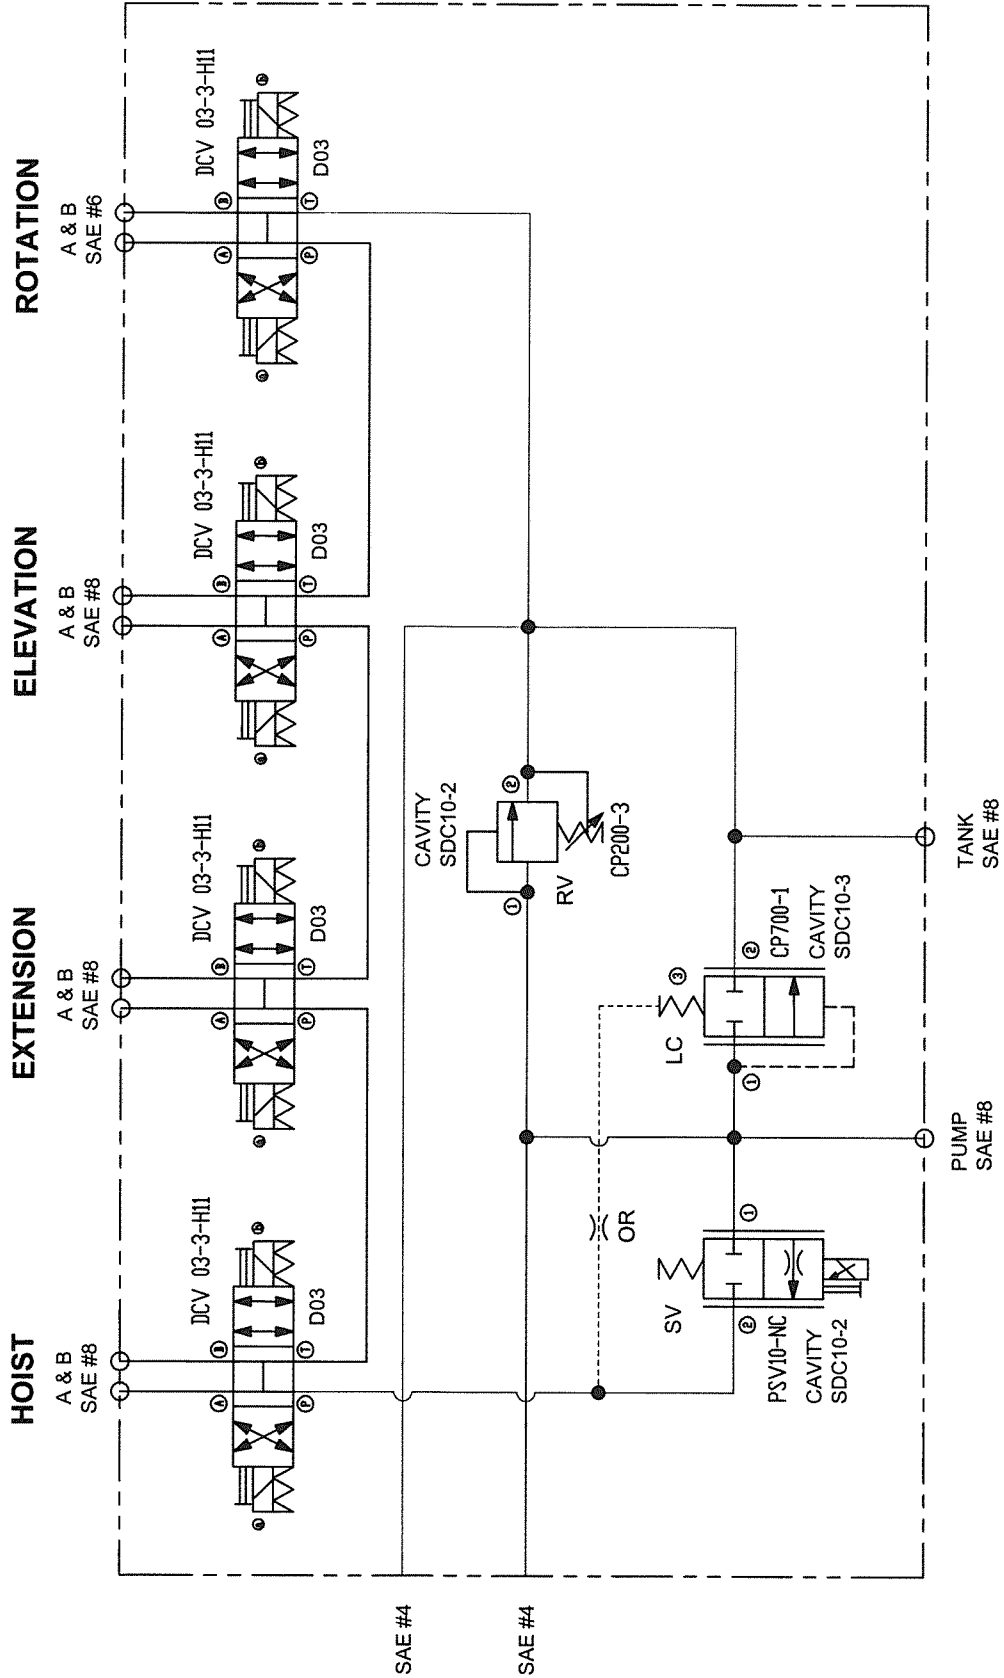 HOIST
A & B
SAE #8
EXTENSION
A & B
SAE #8
ELEVATION
A & B
SAE #8
ROTATION
A & B
SAE #6
DCV 03-3-H11
DCV 03-3-H11
DCV 03-3-H11
DCV 03-3-H11
a
A
B
b
a
A
B
b
a
A
B
b
a
A
B
b
P
T
D03
P
T
D03
P
T
D03
P
T
D03
SAE #4
SAE #4
CAVITY
SDC10-2
1
2
RV
CP200-3
OR
SV
1
2
PSV10-NC
CAVITY
SDC10-2
LC
3
1
2
CP700-1
CAVITY
SDC10-3
PUMP
SAE #8
TANK
SAE #8